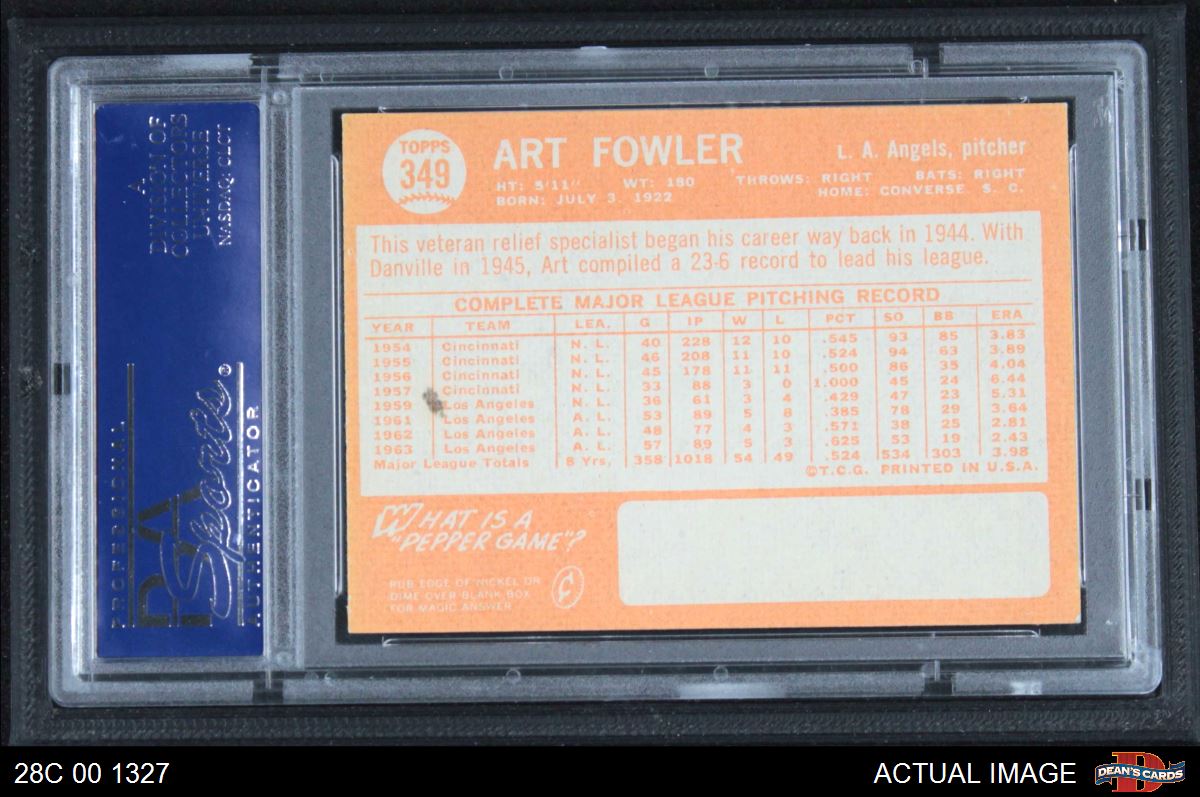 A
DIVISION OF
COLLECTORS
UNIVERSE
NASDAQ: CLCT
PROFESSIONAL
PSA
Sports ®
AUTHENTICATOR
TOPPS
349
ART FOWLER
L. A. Angels, pitcher
HT: 5'11" WT: 180 THROWS: RIGHT BATS: RIGHT
BORN: JULY 3, 1922 HOME: CONVERSE, S. C.
This veteran relief specialist began his career way back in 1944. With
Danville in 1945, Art compiled a 23-6 record to lead his league.
COMPLETE MAJOR LEAGUE PITCHING RECORD
YEAR TEAM LEA. G IP W L PCT SO BB ERA
1954 Cincinnati N. L. 40 228 12 10 .545 93 85 3.83
1955 Cincinnati N. L. 46 208 11 10 .524 94 63 3.89
1956 Cincinnati N. L. 45 178 11 11 .500 86 35 4.04
1957 Cincinnati N. L. 33 88 3 0 1.000 45 24 6.44
1959 Los Angeles N. L. 36 61 3 4 .429 47 23 5.31
1961 Los Angeles A. L. 53 89 5 8 .385 78 29 3.64
1962 Los Angeles A. L. 48 77 4 3 .571 38 25 2.81
1963 Los Angeles A. L. 57 89 5 3 .625 53 19 2.43
Major League Totals 8 Yrs. 358 1018 54 49 .524 534 303 3.98
©T.C.G. PRINTED IN U.S.A.
WHAT IS A
"PEPPER GAME"?
RUB EDGE OF NICKEL OR
DIME OVER BLANK BOX
FOR MAGIC ANSWER
28C 00 1327
ACTUAL IMAGE
D
DEAN'S CARDS